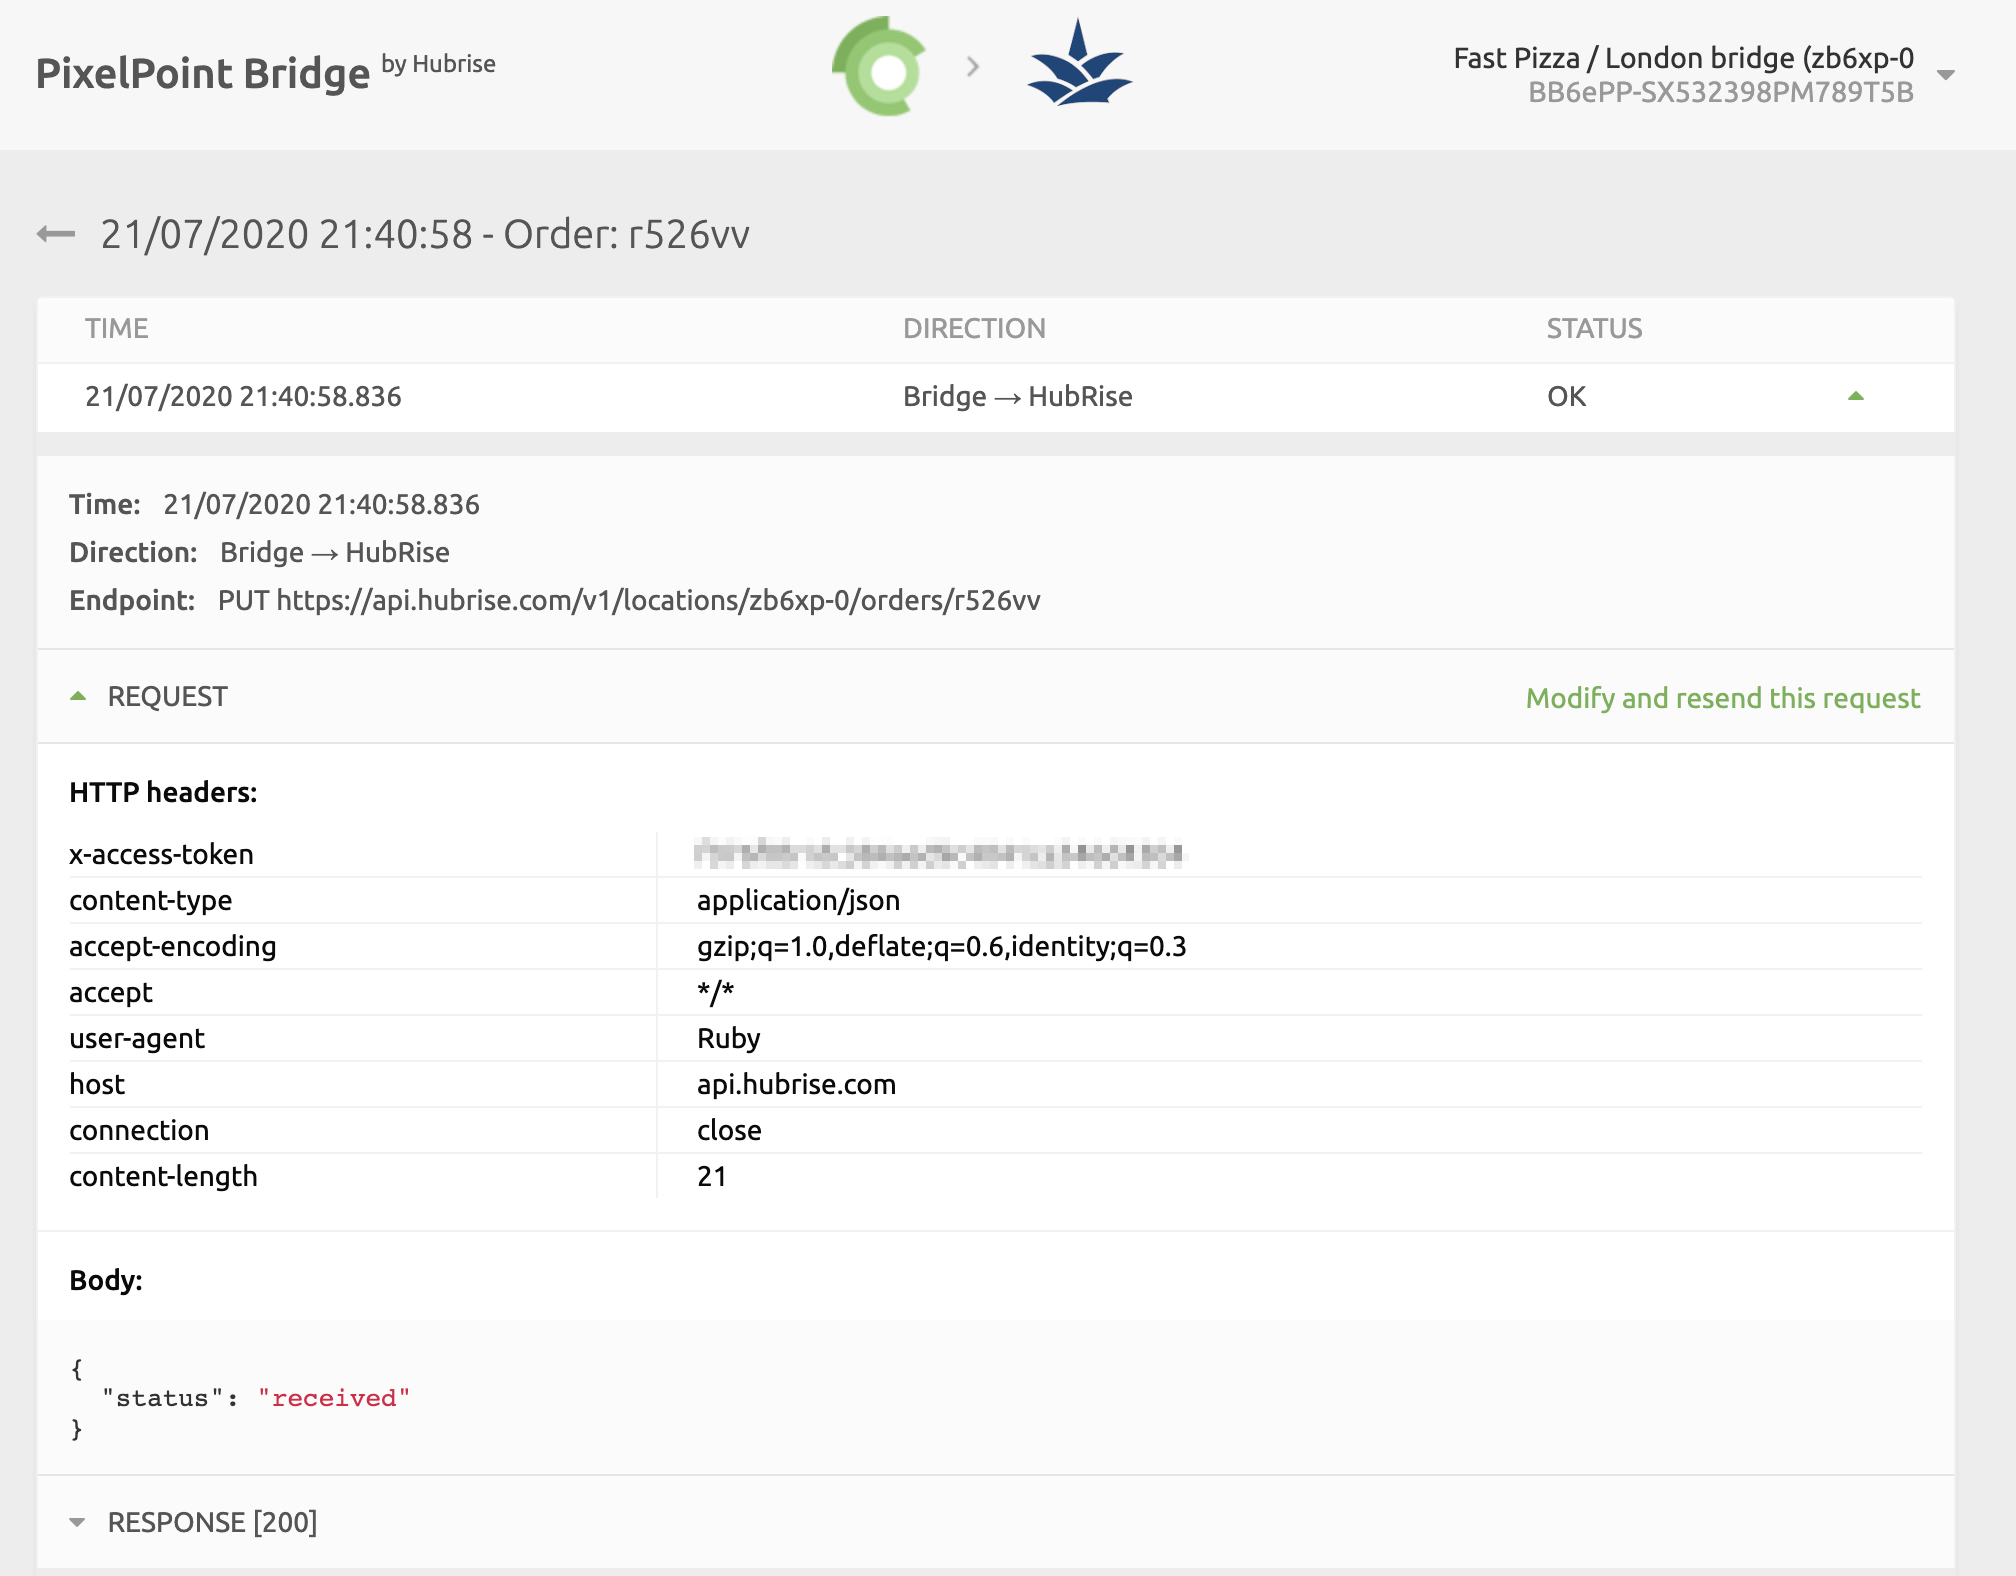 PixelPoint Bridge by Hubrise
Fast Pizza / London bridge (zb6xp-0
BB6ePP-SX532398PM789T5B
21/07/2020 21:40:58 - Order: r526vv
TIME DIRECTION STATUS
21/07/2020 21:40:58.836 Bridge → HubRise OK
Time: 21/07/2020 21:40:58.836
Direction: Bridge → HubRise
Endpoint: PUT https://api.hubrise.com/v1/locations/zb6xp-0/orders/r526vv
REQUEST Modify and resend this request
HTTP headers:
x-access-token
content-type application/json
accept-encoding gzip;q=1.0,deflate;q=0.6,identity;q=0.3
accept */*
user-agent Ruby
host api.hubrise.com
connection close
content-length 21
Body:
{
"status": "received"
}
RESPONSE [200]